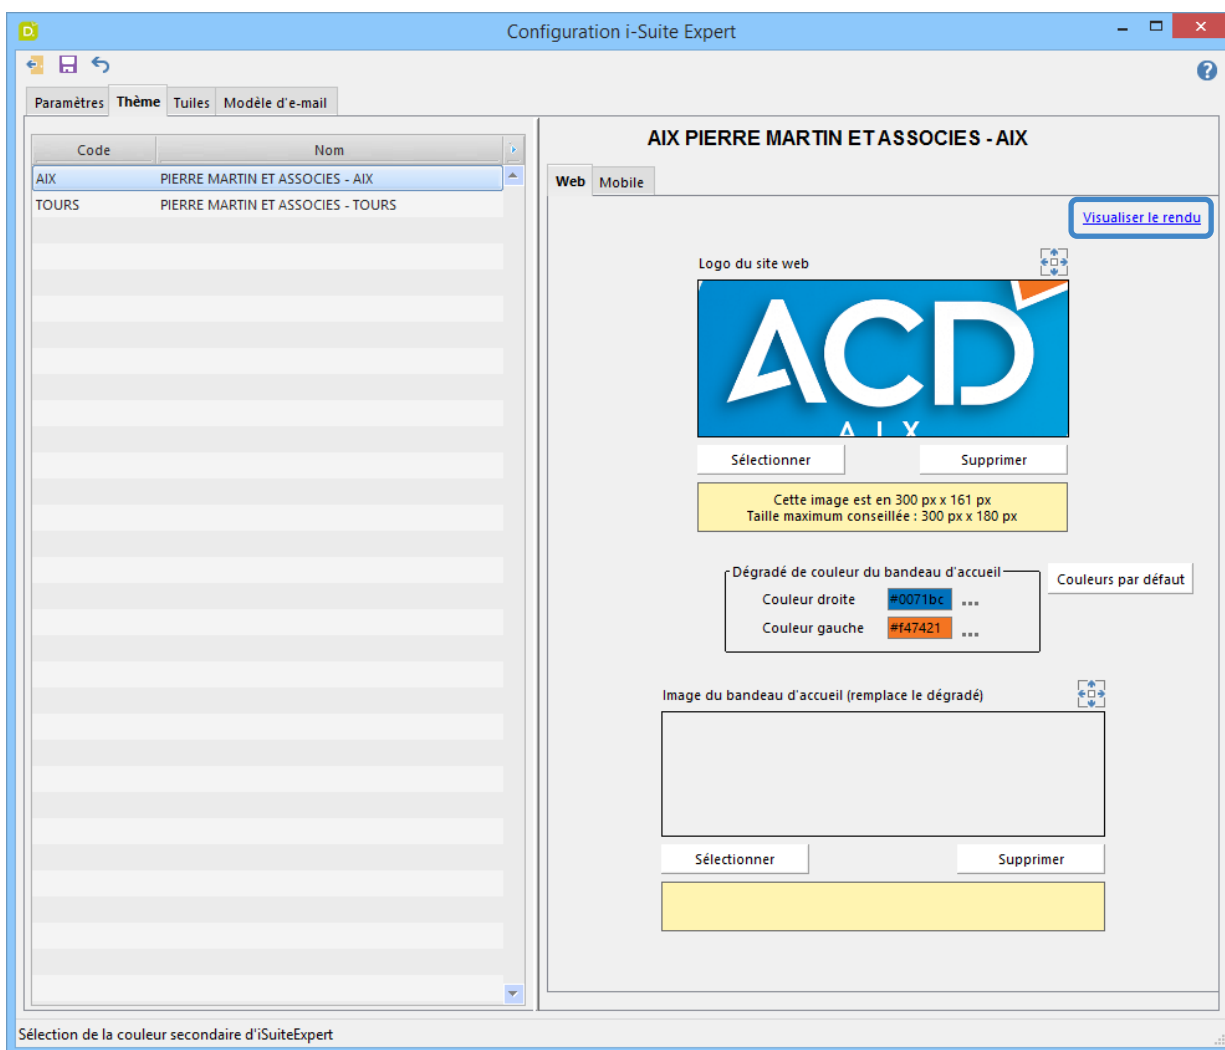 D.
Configuration i-Suite Expert
?
Paramètres Thème Tuiles Modèle d'e-mail
Code Nom
AIX PIERRE MARTIN ET ASSOCIES - AIX
TOURS PIERRE MARTIN ET ASSOCIES - TOURS
AIX PIERRE MARTIN ET ASSOCIES - AIX
Web Mobile
Visualiser le rendu
Logo du site web
ACD
AIX
Sélectionner Supprimer
Cette image est en 300 px x 161 px
Taille maximum conseillée : 300 px x 180 px
Dégradé de couleur du bandeau d'accueil
Couleurs par défaut
Couleur droite #0071bc ...
Couleur gauche #f47421 ...
Image du bandeau d'accueil (remplace le dégradé)
Sélectionner Supprimer
Sélection de la couleur secondaire d'iSuiteExpert